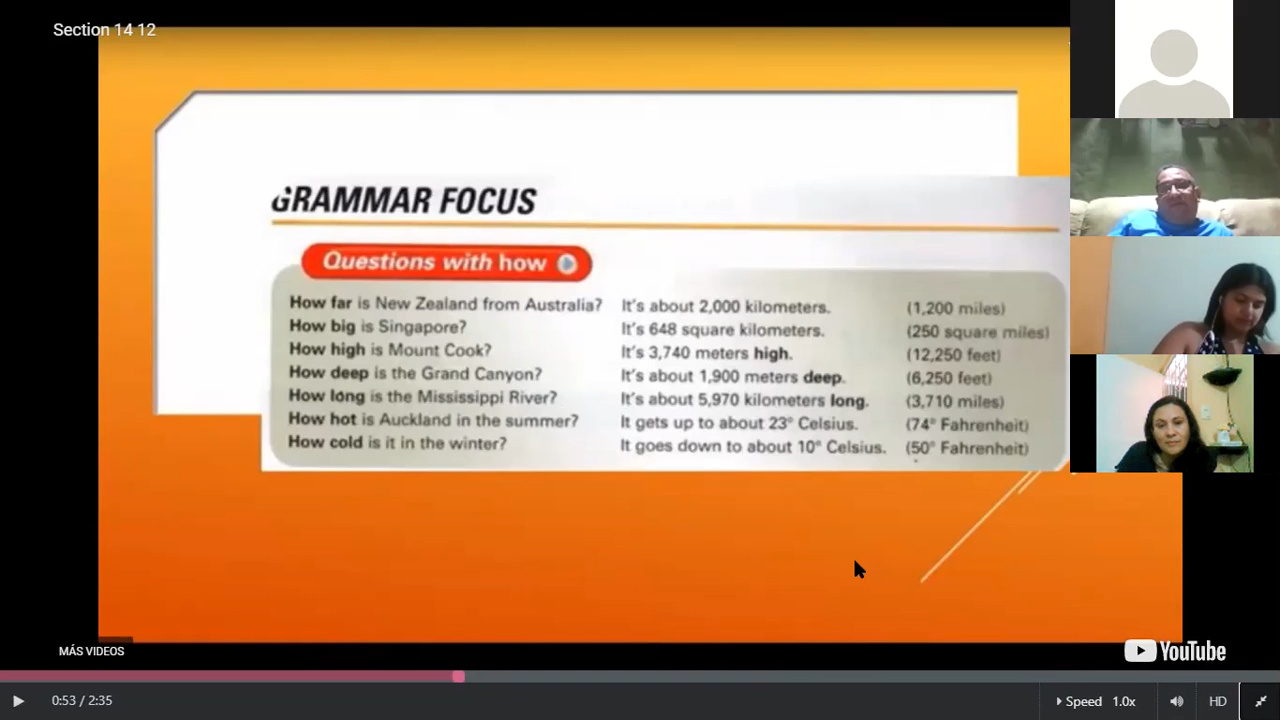 Section 14 12
GRAMMAR FOCUS
Questions with how
How far is New Zealand from Australia? It's about 2,000 kilometers. (1,200 miles)
How big is Singapore? It's 648 square kilometers. (250 square miles)
How high is Mount Cook? It's 3,740 meters high. (12,250 feet)
How deep is the Grand Canyon? It's about 1,900 meters deep. (6,250 feet)
How long is the Mississippi River? It's about 5,970 kilometers long. (3,710 miles)
How hot is Auckland in the summer? It gets up to about 23° Celsius. (74° Fahrenheit)
How cold is it in the winter? It goes down to about 10° Celsius. (50° Fahrenheit)
MÁS VIDEOS
YouTube
0:53 / 2:35
Speed 1.0x
HD